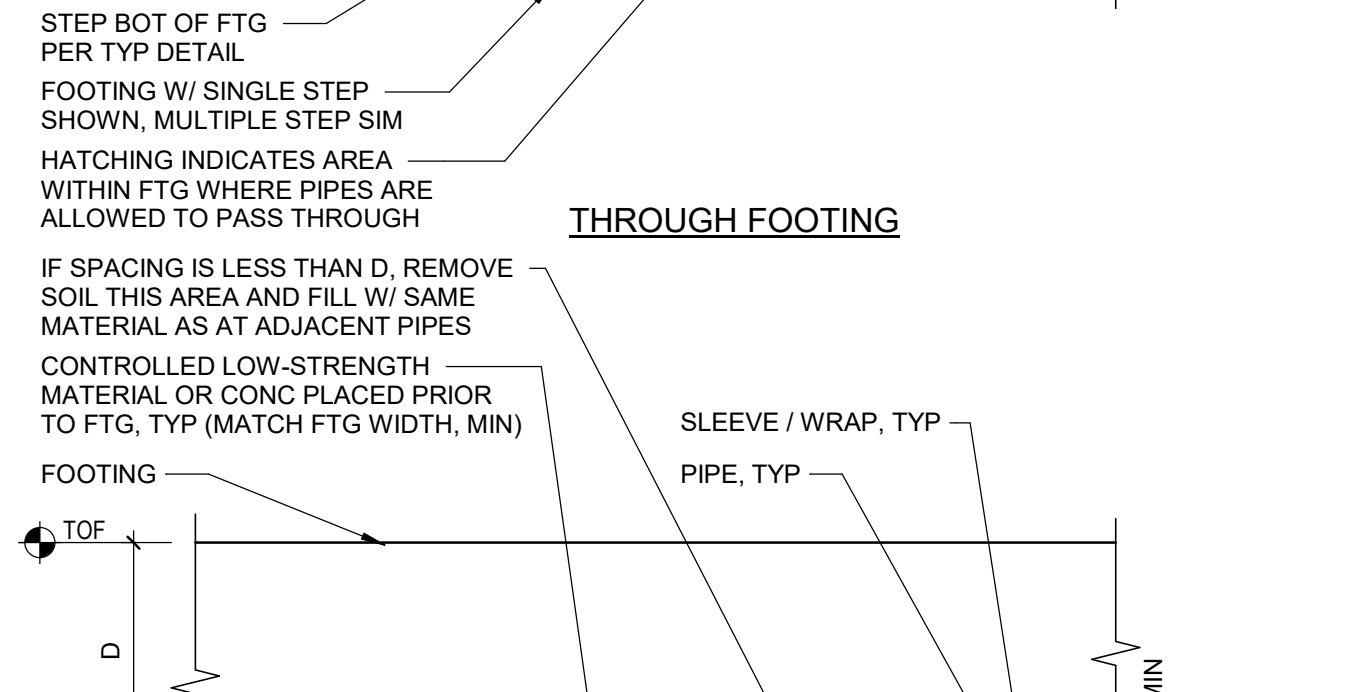 STEP BOT OF FTG
PER TYP DETAIL
FOOTING W/ SINGLE STEP
SHOWN, MULTIPLE STEP SIM
HATCHING INDICATES AREA
WITHIN FTG WHERE PIPES ARE
ALLOWED TO PASS THROUGH
THROUGH FOOTING
IF SPACING IS LESS THAN D, REMOVE
SOIL THIS AREA AND FILL W/ SAME
MATERIAL AS AT ADJACENT PIPES
CONTROLLED LOW-STRENGTH
MATERIAL OR CONC PLACED PRIOR
TO FTG, TYP (MATCH FTG WIDTH, MIN)
SLEEVE / WRAP, TYP
FOOTING
PIPE, TYP
TOF
D
MIN